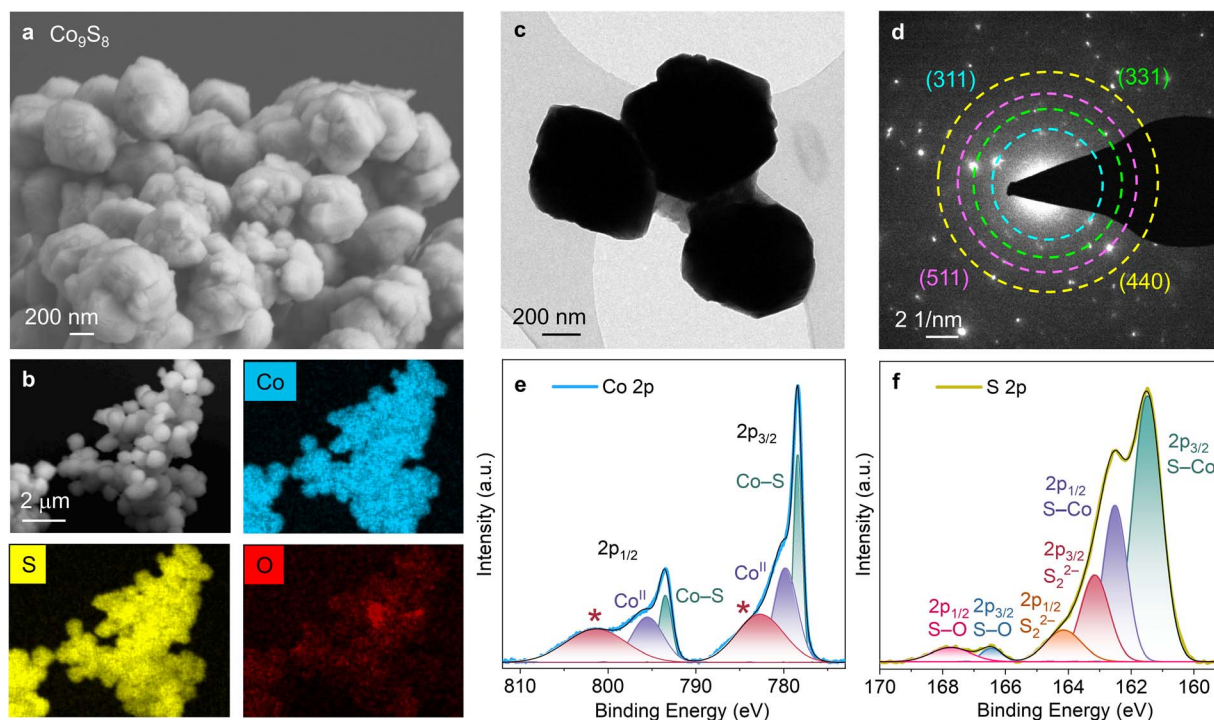 a Co₉S₈
200 nm
c
200 nm
d
(311)
(331)
(511)
(440)
2 1/nm
b
2 μm
Co
S
O
e
Co 2p
2p₃/₂
Co–S
2p₁/₂
Coᴵᴵ
Co–S
Coᴵᴵ
*
*
Intensity (a.u.)
810
800
790
780
Binding Energy (eV)
f
S 2p
2p₃/₂
S–Co
2p₁/₂
S–Co
2p₃/₂
S₂²⁻
2p₁/₂
S₂²⁻
2p₃/₂
S–O
2p₁/₂
S–O
Intensity (a.u.)
170
168
166
164
162
160
Binding Energy (eV)